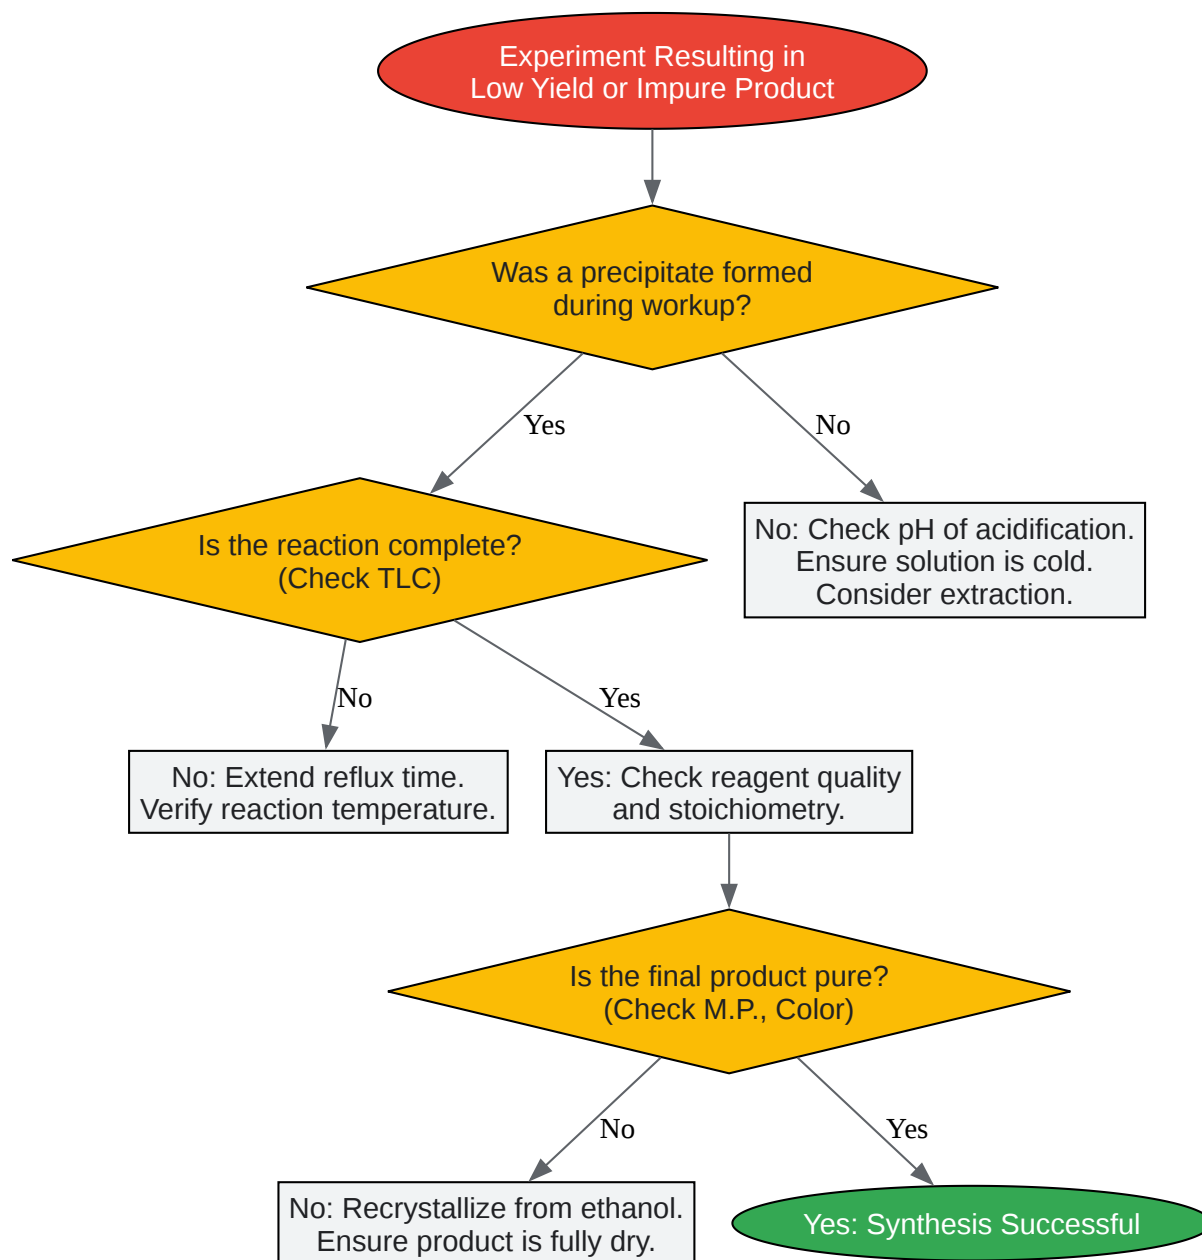 Experiment Resulting in
Low Yield or Impure Product
Was a precipitate formed
during workup?
Yes
No
Is the reaction complete?
(Check TLC)
No: Check pH of acidification.
Ensure solution is cold.
Consider extraction.
No
Yes
No: Extend reflux time.
Verify reaction temperature.
Yes: Check reagent quality
and stoichiometry.
Is the final product pure?
(Check M.P., Color)
No
Yes
No: Recrystallize from ethanol.
Ensure product is fully dry.
Yes: Synthesis Successful